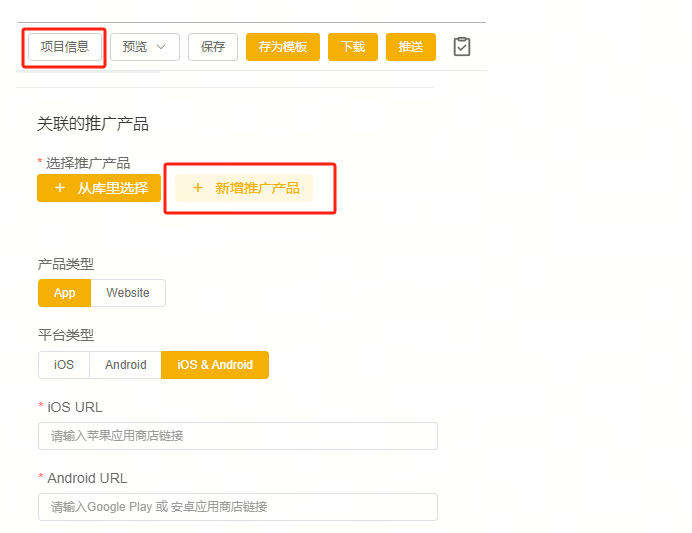 项目信息 预览 保存 存为模板 下载 推送
关联的推广产品
* 选择推广产品
+ 从库里选择 + 新增推广产品
产品类型
App Website
平台类型
iOS Android iOS & Android
* iOS URL
请输入苹果应用商店链接
* Android URL
请输入Google Play 或 安卓应用商店链接